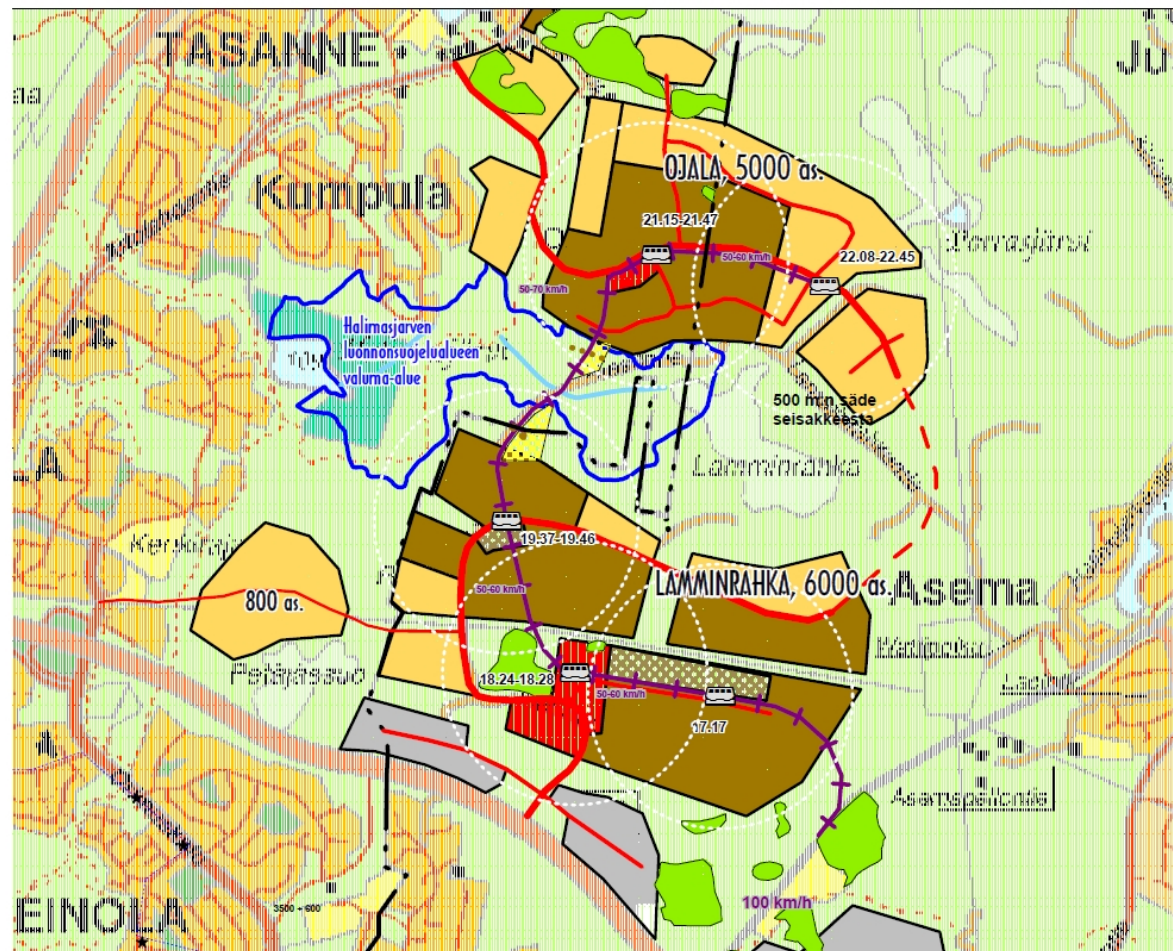 TASANNE
Kumpula
OJALA, 5000 as.
21.15-21.47
22.08-22.45
50-60 km/h
50-70 km/h
Halimasjärven
luonnonsuojelualueen
valuma-alue
500 m:n säde
seisakkeesta
Lamminrahka
19.37-19.46
50-60 km/h
LAMMINRAHKA, 6000 as.
Asema
800 as.
18.24-18.28
50-60 km/h
17.17
100 km/h
EINOLA
3500 + 600